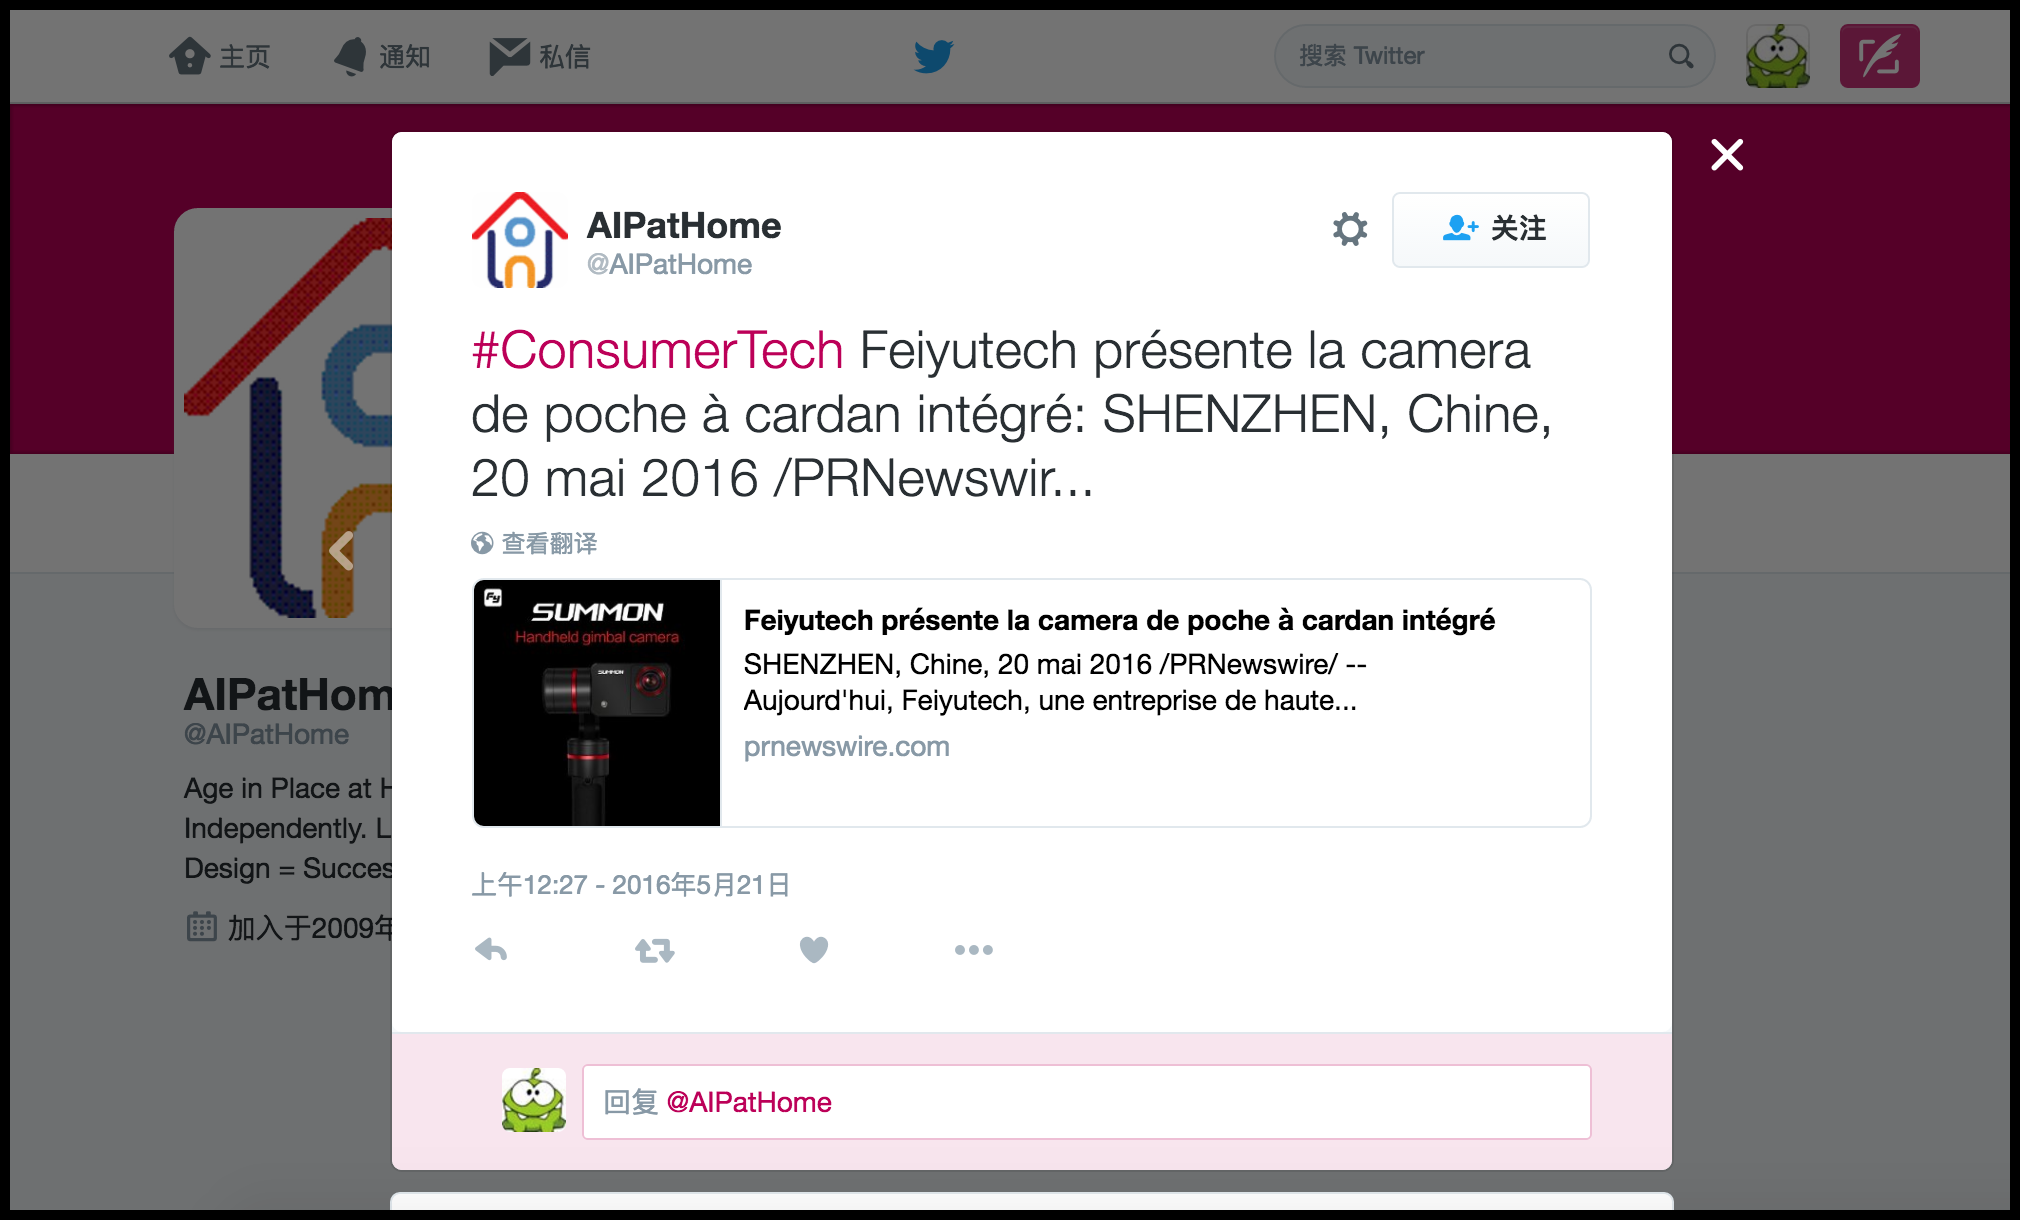 主页
通知
私信
搜索 Twitter
AIPatHome
@AIPatHome
关注
#ConsumerTech Feiyutech présente la camera
de poche à cardan intégré: SHENZHEN, Chine,
20 mai 2016 /PRNewswir...
查看翻译
Fy
SUMMON
Handheld gimbal camera
SUMMON
Feiyutech présente la camera de poche à cardan intégré
SHENZHEN, Chine, 20 mai 2016 /PRNewswire/ --
Aujourd'hui, Feiyutech, une entreprise de haute...
prnewswire.com
上午12:27 - 2016年5月21日
回复 @AIPatHome
AIPatHom
@AIPatHome
Age in Place at H
Independently. L
Design = Succes
加入于2009年